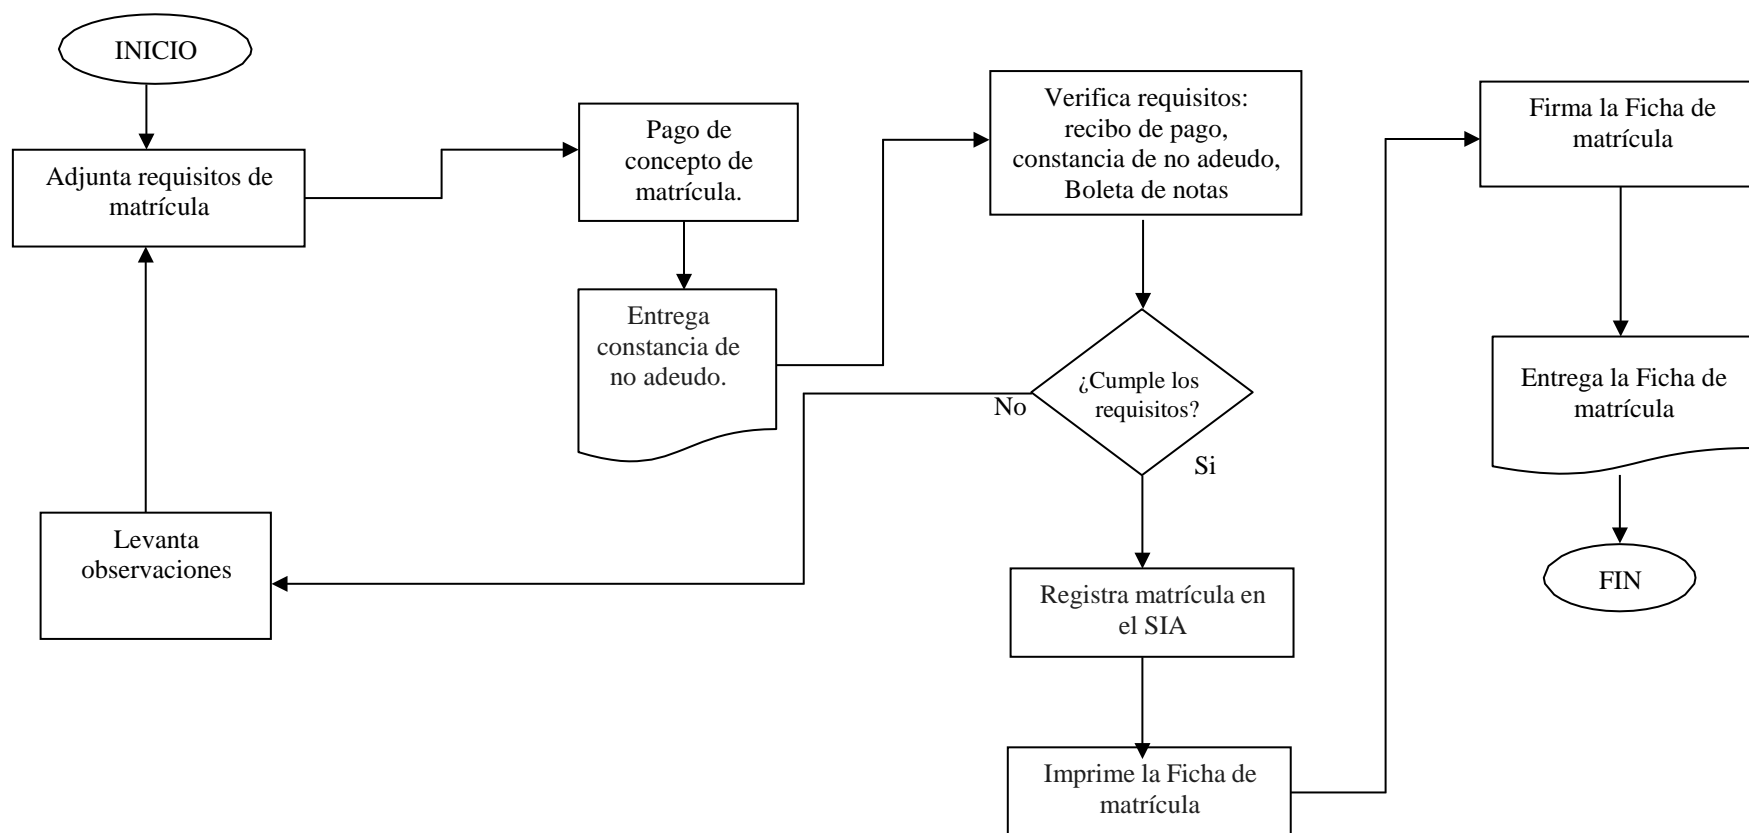 INICIO
Adjunta requisitos de
matrícula
Pago de
concepto de
matrícula.
Entrega
constancia de
no adeudo.
Verifica requisitos:
recibo de pago,
constancia de no adeudo,
Boleta de notas
¿Cumple los
requisitos?
No
Si
Levanta
observaciones
Registra matrícula en
el SIA
Imprime la Ficha de
matrícula
Firma la Ficha de
matrícula
Entrega la Ficha de
matrícula
FIN